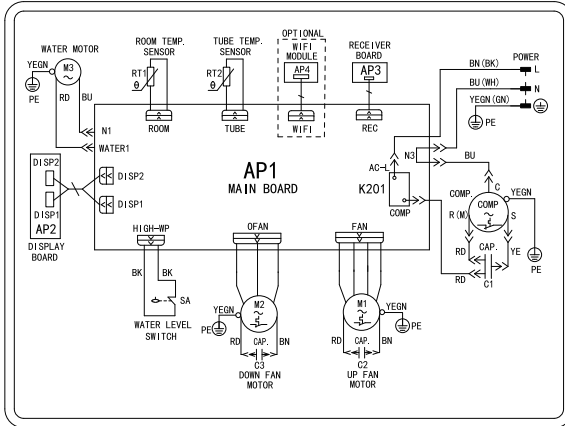 OPTIONAL
WATER MOTOR
ROOM TEMP.
SENSOR
TUBE TEMP.
SENSOR
WIFI
MODULE
RECEIVER
BOARD
POWER
YEGN
M3
PE
RD
BU
RT1
θ
RT2
θ
AP4
AP3
BN(BK)
L
BU(WH)
N
YEGN(GN)
PE
ROOM
TUBE
WIFI
REC
N1
WATER1
AP1
MAIN BOARD
AC-L
N3
BU
K201
COMP
DISP2
DISP1
AP2
DISPLAY
BOARD
DISP2
DISP1
COMP.
C
YEGN
COMP
R(M)
S
PE
RD
CAP.
YE
RD
C1
HIGH-WP
OFAN
FAN
BK
BK
SA
WATER LEVEL
SWITCH
M2
YEGN
PE
RD
CAP.
BN
C3
DOWN FAN
MOTOR
M1
YEGN
PE
RD
CAP.
BN
C2
UP FAN
MOTOR